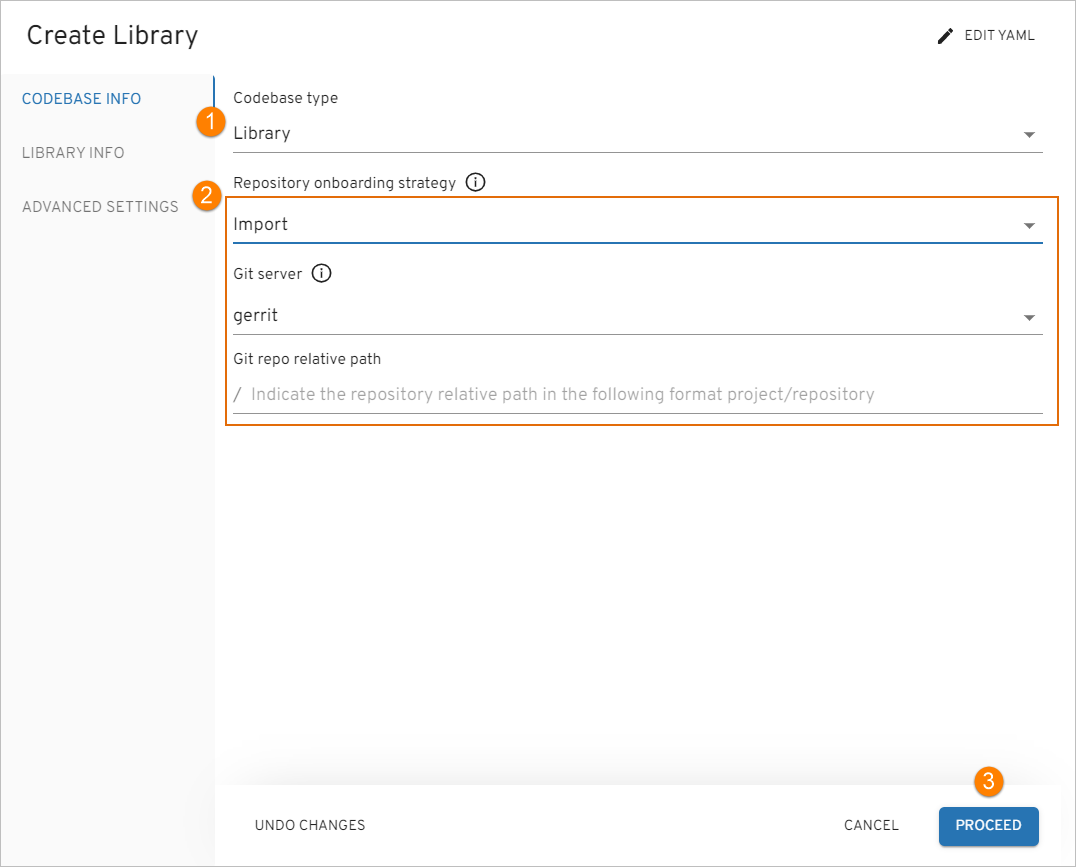 Create Library
EDIT YAML
CODEBASE INFO
LIBRARY INFO
ADVANCED SETTINGS
1
Codebase type
Library
2
Repository onboarding strategy
Import
Git server
gerrit
Git repo relative path
/ Indicate the repository relative path in the following format project/repository
3
UNDO CHANGES
CANCEL
PROCEED